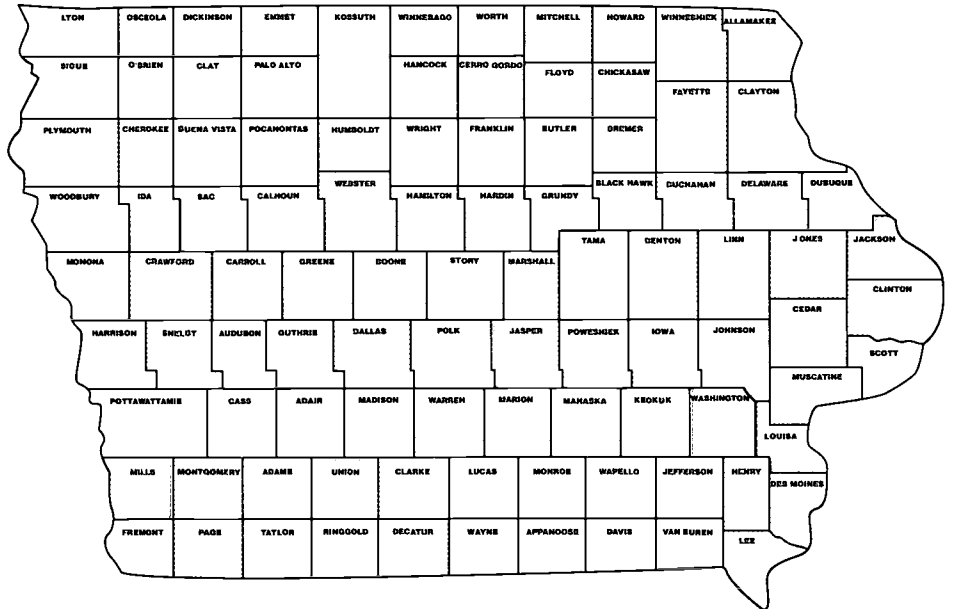 LYON
OSCEOLA
DICKINSON
EMMET
KOSSUTH
WINNEBAGO
WORTH
MITCHELL
HOWARD
WINNESHIEK
ALLAMAKEE
SIOUX
O'BRIEN
CLAY
PALO ALTO
HANCOCK
CERRO GORDO
FLOYD
CHICKASAW
FAYETTE
CLAYTON
PLYMOUTH
CHEROKEE
BUENA VISTA
POCAHONTAS
HUMBOLDT
WRIGHT
FRANKLIN
BUTLER
BREMER
WOODBURY
IDA
SAC
CALHOUN
WEBSTER
HAMILTON
HARDIN
GRUNDY
BLACK HAWK
BUCHANAN
DELAWARE
DUBUQUE
MONONA
CRAWFORD
CARROLL
GREENE
BOONE
STORY
MARSHALL
TAMA
BENTON
LINN
JONES
JACKSON
CLINTON
CEDAR
HARRISON
SHELBY
AUDUBON
GUTHRIE
DALLAS
POLK
JASPER
POWESHIEK
IOWA
JOHNSON
SCOTT
MUSCATINE
POTTAWATTAMIE
CASS
ADAIR
MADISON
WARREN
MARION
MAHASKA
KEOKUK
WASHINGTON
LOUISA
MILLS
MONTGOMERY
ADAMS
UNION
CLARKE
LUCAS
MONROE
WAPELLO
JEFFERSON
HENRY
DES MOINES
FREMONT
PAGE
TAYLOR
RINGGOLD
DECATUR
WAYNE
APPANOOSE
DAVIS
VAN BUREN
LEE